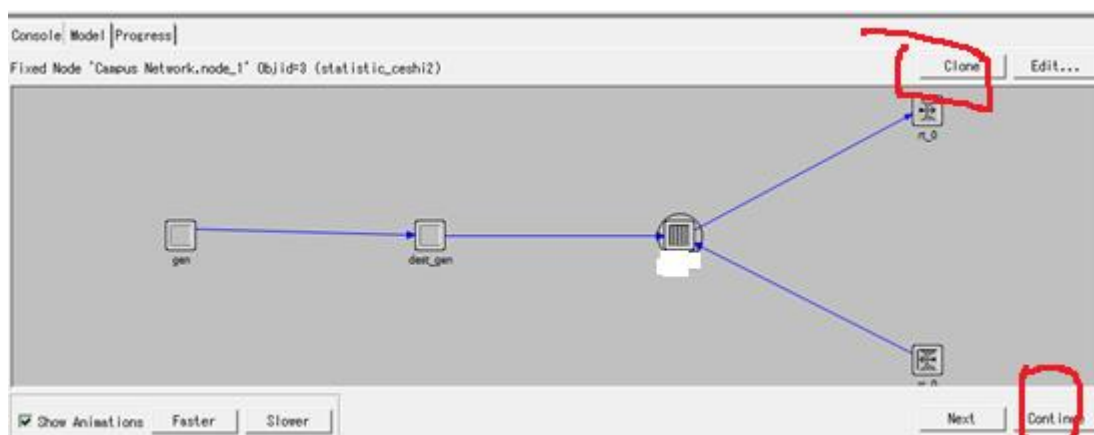 Console Model Progress
Fixed Node "Campus Network.node_1" Objid=3 (statistic_ceshi2)
Clone Edit...
rt_0
gen
dest_gen
Show Animations Faster Slower
Next Continue